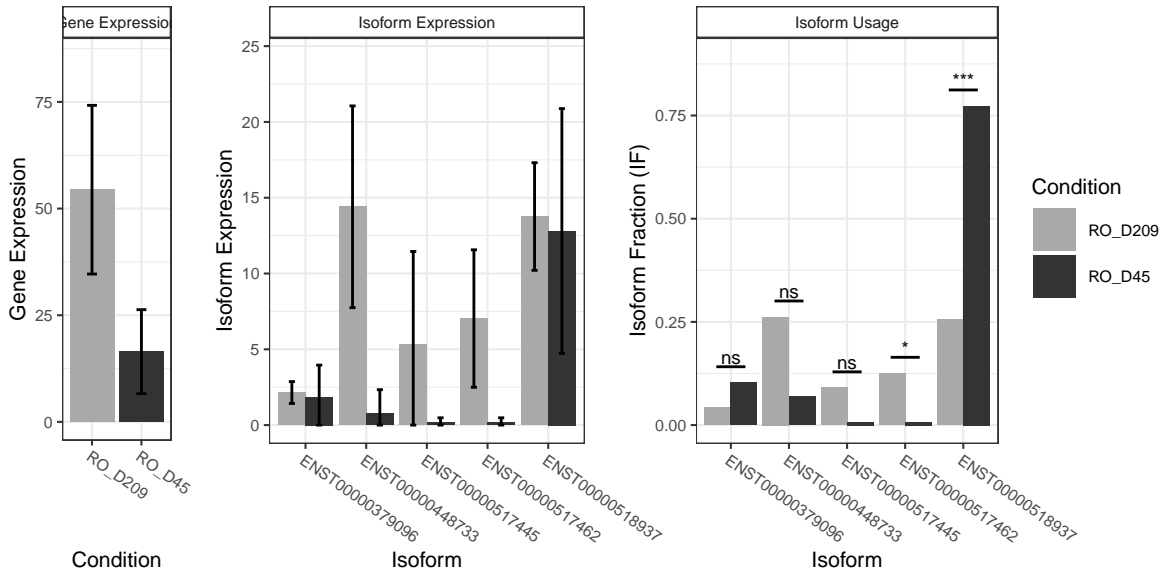 Gene Expression
Isoform Expression
Isoform Usage
Gene Expression
75
50
25
0
RO_D209
RO_D45
Condition
Isoform Expression
25
20
15
10
5
0
ENST00000379096
ENST00000448733
ENST00000517445
ENST00000517462
ENST00000518937
Isoform
Isoform Fraction (IF)
0.75
0.50
0.25
0.00
ns
ns
ns
*
***
ENST00000379096
ENST00000448733
ENST00000517445
ENST00000517462
ENST00000518937
Isoform
Condition
RO_D209
RO_D45